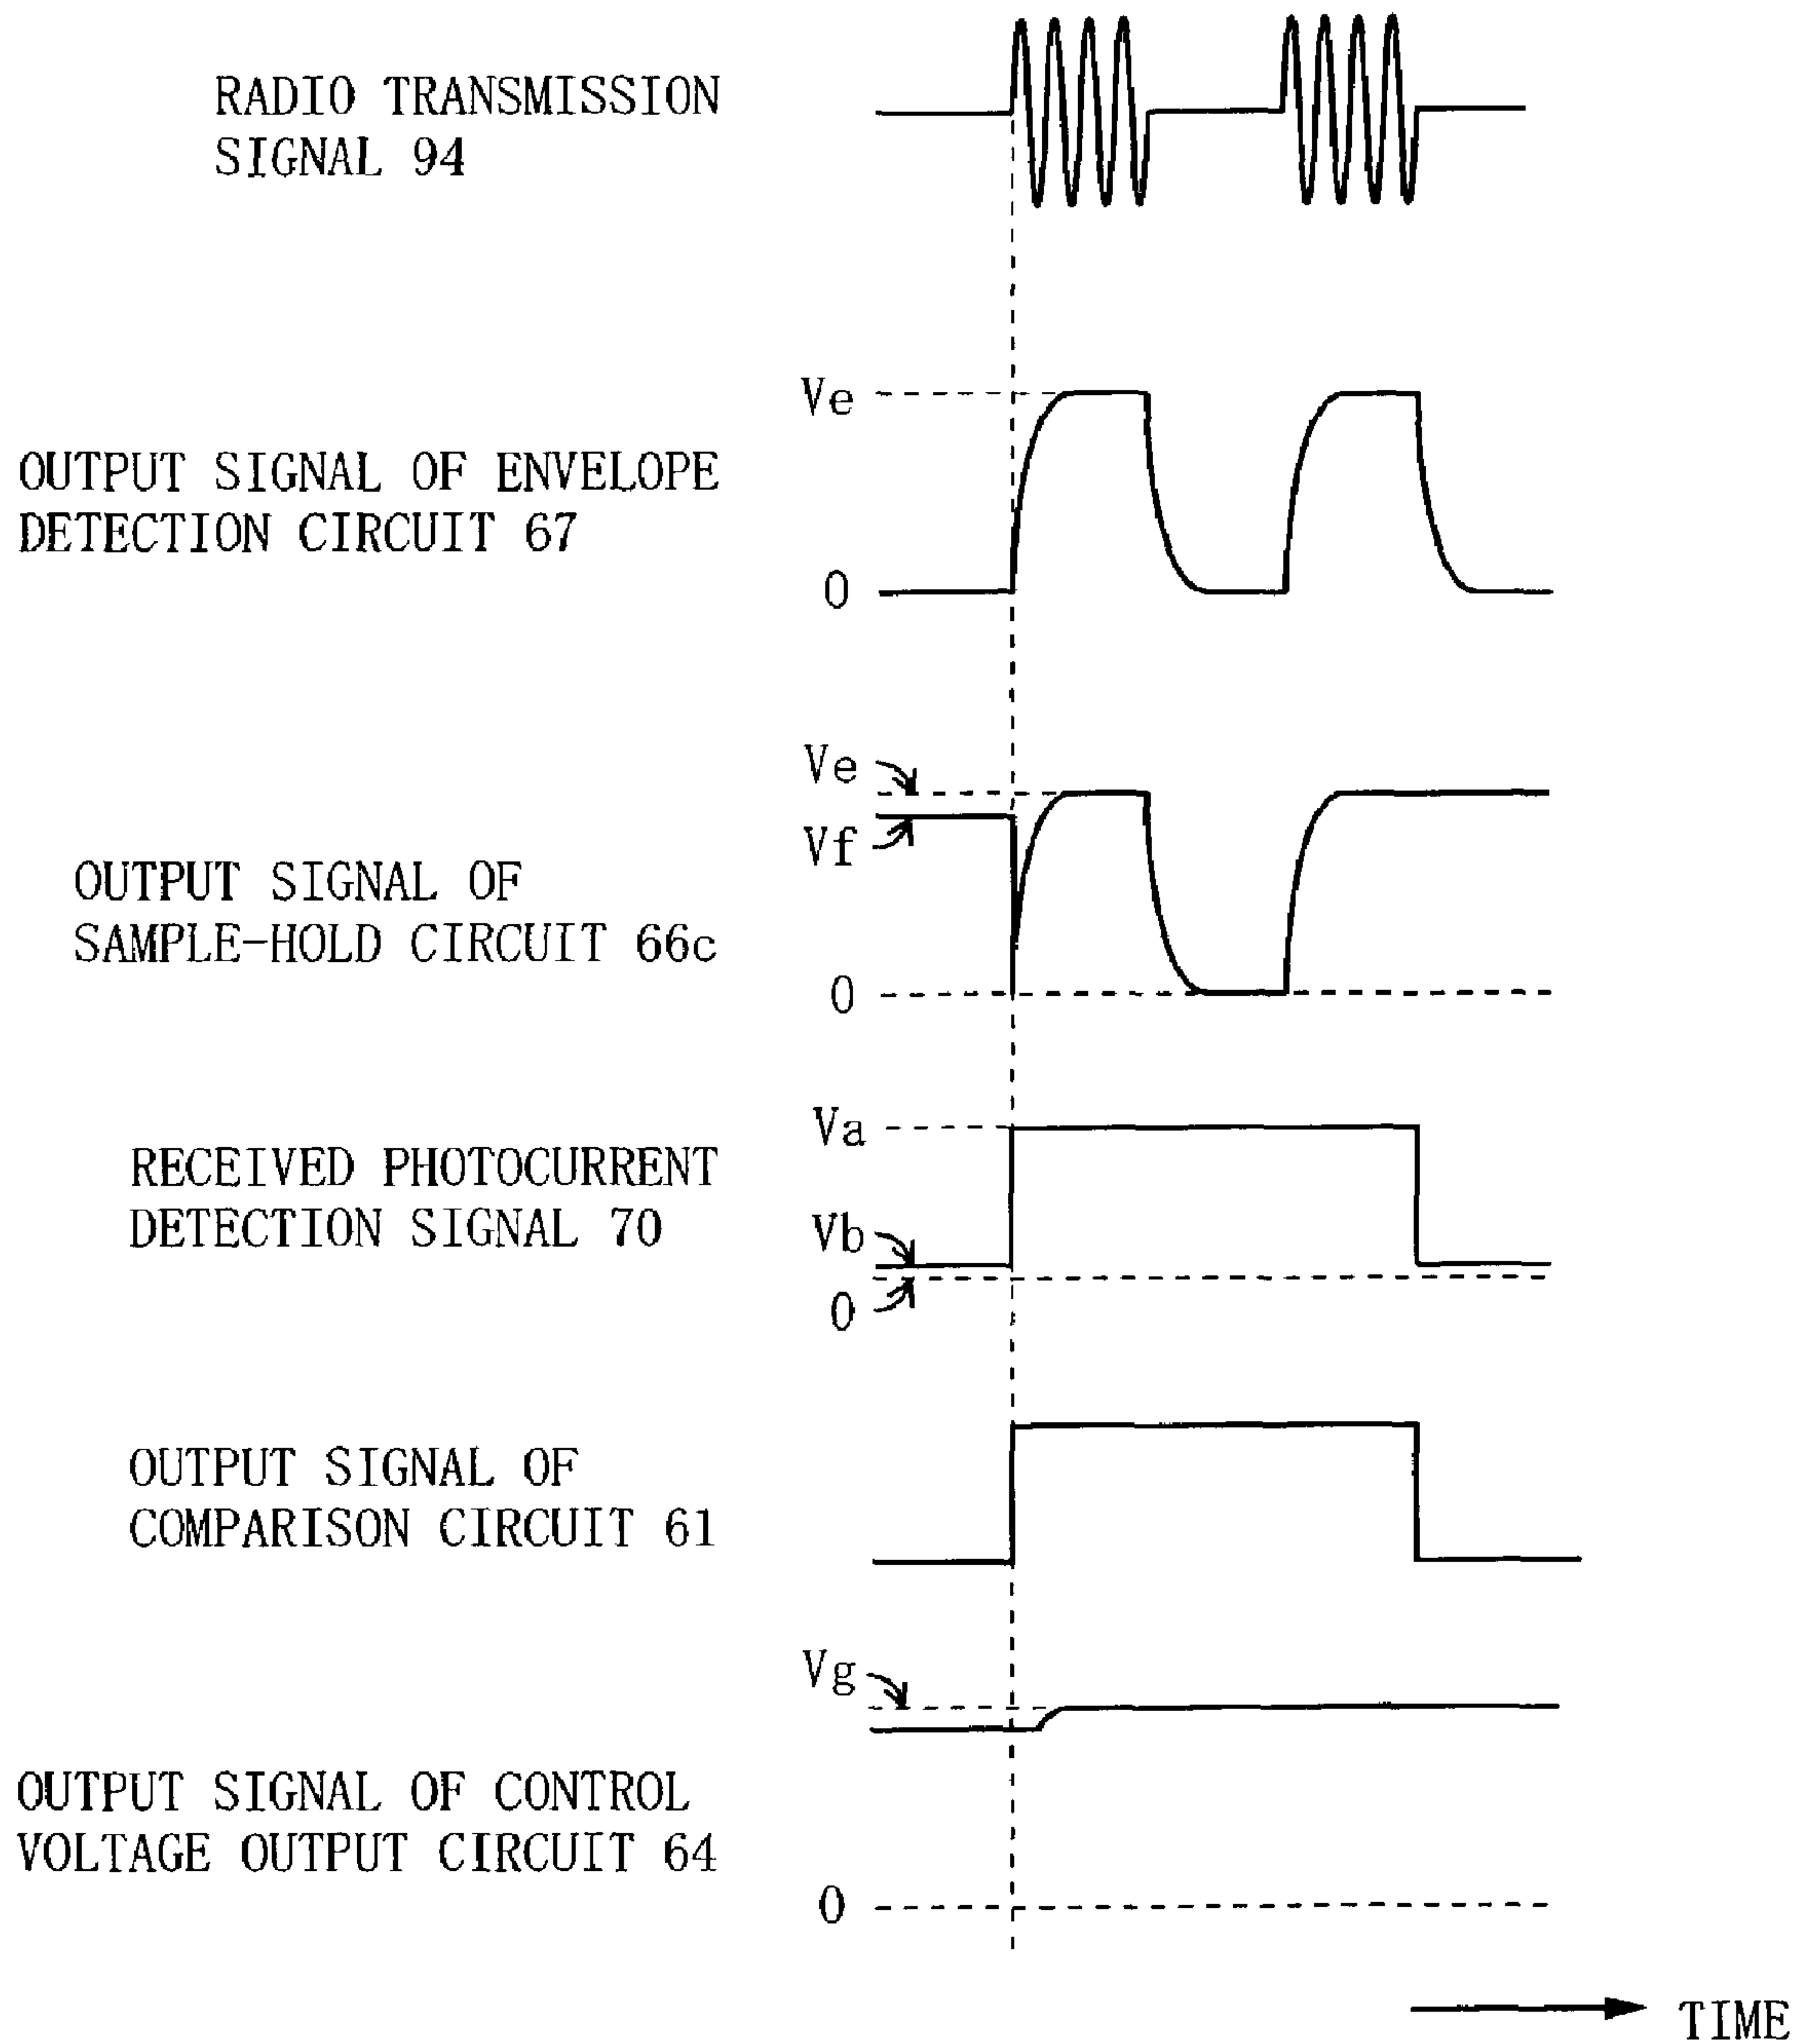 RADIO TRANSMISSION
SIGNAL 94
Ve
OUTPUT SIGNAL OF ENVELOPE
DETECTION CIRCUIT 67
0
Ve
Vf
OUTPUT SIGNAL OF
SAMPLE-HOLD CIRCUIT 66c
0
Va
RECEIVED PHOTOCURRENT
DETECTION SIGNAL 70
Vb
0
OUTPUT SIGNAL OF
COMPARISON CIRCUIT 61
Vg
OUTPUT SIGNAL OF CONTROL
VOLTAGE OUTPUT CIRCUIT 64
0
TIME